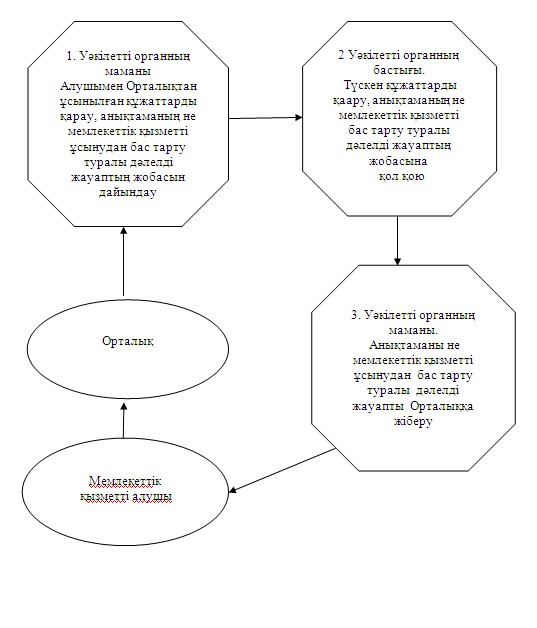 1. Уәкілетті органның
маманы
Алушымен Орталықтан
ұсынылған құжаттарды
қарау, анықтаманың не
мемлекеттік қызметті
ұсынудан бас тарту
туралы дәлелді
жауаптың жобасын
дайындау
2 Уәкілетті органның
бастығы.
Түскен құжаттарды
қаару, анықтаманың не
мемлекеттік қызметті
бас тарту туралы
дәлелді жауаптың
жобасына
қол қою
3. Уәкілетті органның
маманы.
Анықтаманы не
мемлекеттік қызметті
ұсынудан бас тарту
туралы дәлелді
жауапты Орталыққа
жіберу
Орталық
Мемлекеттік
қызметті алушы